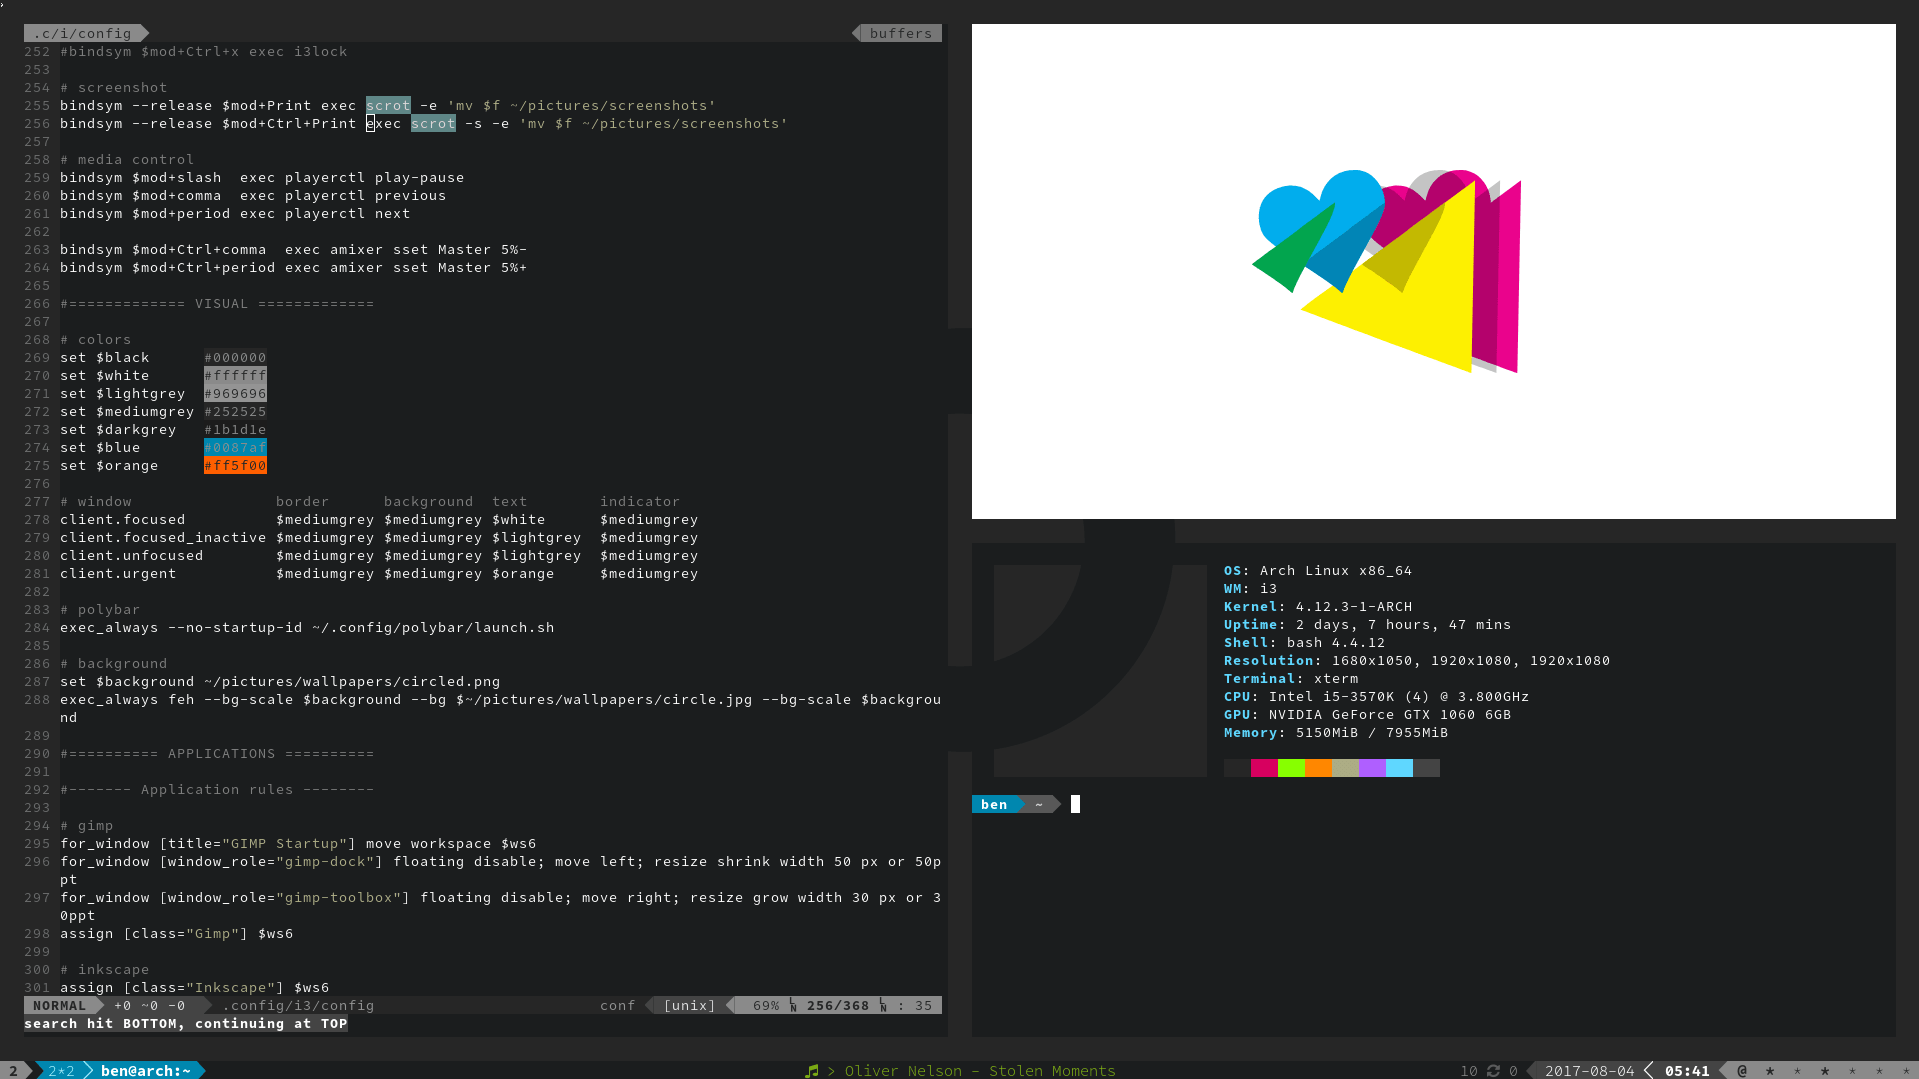 .c/i/config buffers
252 #bindsym $mod+Ctrl+x exec i3lock
253
254 # screenshot
255 bindsym --release $mod+Print exec scrot -e 'mv $f ~/pictures/screenshots'
256 bindsym --release $mod+Ctrl+Print exec scrot -s -e 'mv $f ~/pictures/screenshots'
257
258 # media control
259 bindsym $mod+slash  exec playerctl play-pause
260 bindsym $mod+comma  exec playerctl previous
261 bindsym $mod+period exec playerctl next
262
263 bindsym $mod+Ctrl+comma  exec amixer sset Master 5%-
264 bindsym $mod+Ctrl+period exec amixer sset Master 5%+
265
266 #============= VISUAL =============
267
268 # colors
269 set $black      #000000
270 set $white      #ffffff
271 set $lightgrey  #969696
272 set $mediumgrey #252525
273 set $darkgrey   #1b1d1e
274 set $blue       #0087af
275 set $orange     #ff5f00
276
277 # window                border      background  text        indicator
278 client.focused          $mediumgrey $mediumgrey $white      $mediumgrey
279 client.focused_inactive $mediumgrey $mediumgrey $lightgrey  $mediumgrey
280 client.unfocused        $mediumgrey $mediumgrey $lightgrey  $mediumgrey
281 client.urgent           $mediumgrey $mediumgrey $orange     $mediumgrey
282
283 # polybar
284 exec_always --no-startup-id ~/.config/polybar/launch.sh
285
286 # background
287 set $background ~/pictures/wallpapers/circled.png
288 exec_always feh --bg-scale $background --bg $~/pictures/wallpapers/circle.jpg --bg-scale $backgrou
nd
289
290 #========== APPLICATIONS ==========
291
292 #------- Application rules --------
293
294 # gimp
295 for_window [title="GIMP Startup"] move workspace $ws6
296 for_window [window_role="gimp-dock"] floating disable; move left; resize shrink width 50 px or 50p
pt
297 for_window [window_role="gimp-toolbox"] floating disable; move right; resize grow width 30 px or 3
0ppt
298 assign [class="Gimp"] $ws6
299
300 # inkscape
301 assign [class="Inkscape"] $ws6
NORMAL +0 ~0 -0 .config/i3/config conf [unix] 69% ␤ 256/368 ␤ : 35
search hit BOTTOM, continuing at TOP
OS: Arch Linux x86_64
WM: i3
Kernel: 4.12.3-1-ARCH
Uptime: 2 days, 7 hours, 47 mins
Shell: bash 4.4.12
Resolution: 1680x1050, 1920x1080, 1920x1080
Terminal: xterm
CPU: Intel i5-3570K (4) @ 3.800GHz
GPU: NVIDIA GeForce GTX 1060 6GB
Memory: 5150MiB / 7955MiB
ben ~
2 2*2 ben@arch:~ ♫ > Oliver Nelson - Stolen Moments 10 0 2017-08-04 05:41 @ * * * * * *